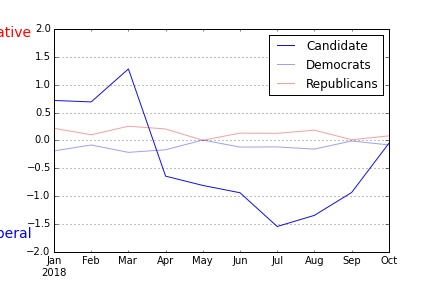 ative
2.0
1.5
1.0
0.5
0.0
−0.5
−1.0
−1.5
−2.0
beral
Candidate
Democrats
Republicans
Jan Feb Mar Apr May Jun Jul Aug Sep Oct
2018